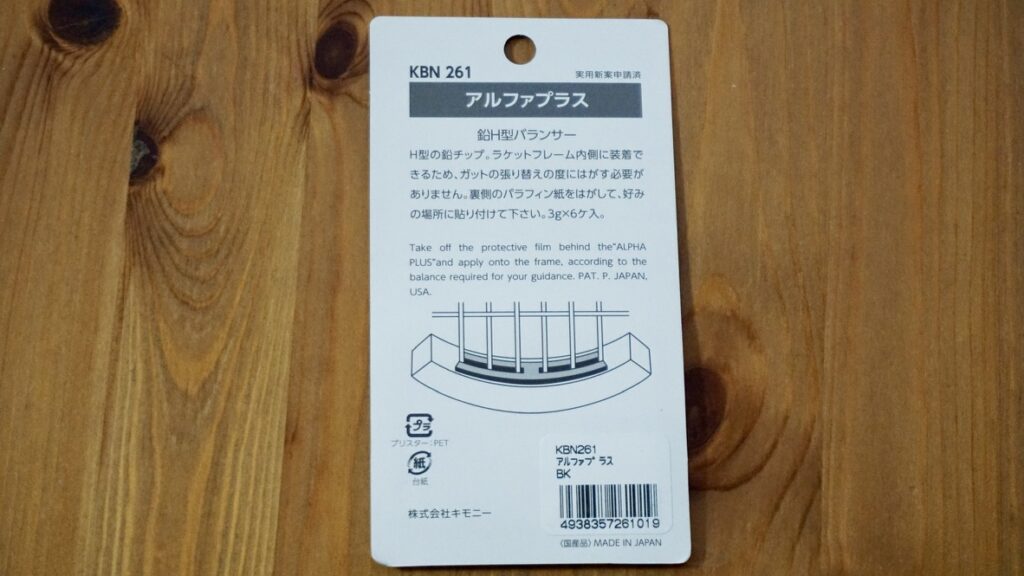 KBN 261
実用新案申請済
アルファプラス
鉛H型バランサー
H型の鉛チップ。ラケットフレーム内側に装着で
きるため、ガットの張り替えの度にはがす必要が
ありません。裏側のパラフィン紙をはがして、好み
の場所に貼り付けて下さい。3g×6ケ入。
Take off the protective film behind the"ALPHA
PLUS"and apply onto the frame, according to the
balance required for your guidance. PAT. P. JAPAN,
USA.
プラ
ブリスター:PET
紙
台紙
株式会社キモニー
KBN261
アルファプラス
BK
4938357261019
〈国産品〉MADE IN JAPAN